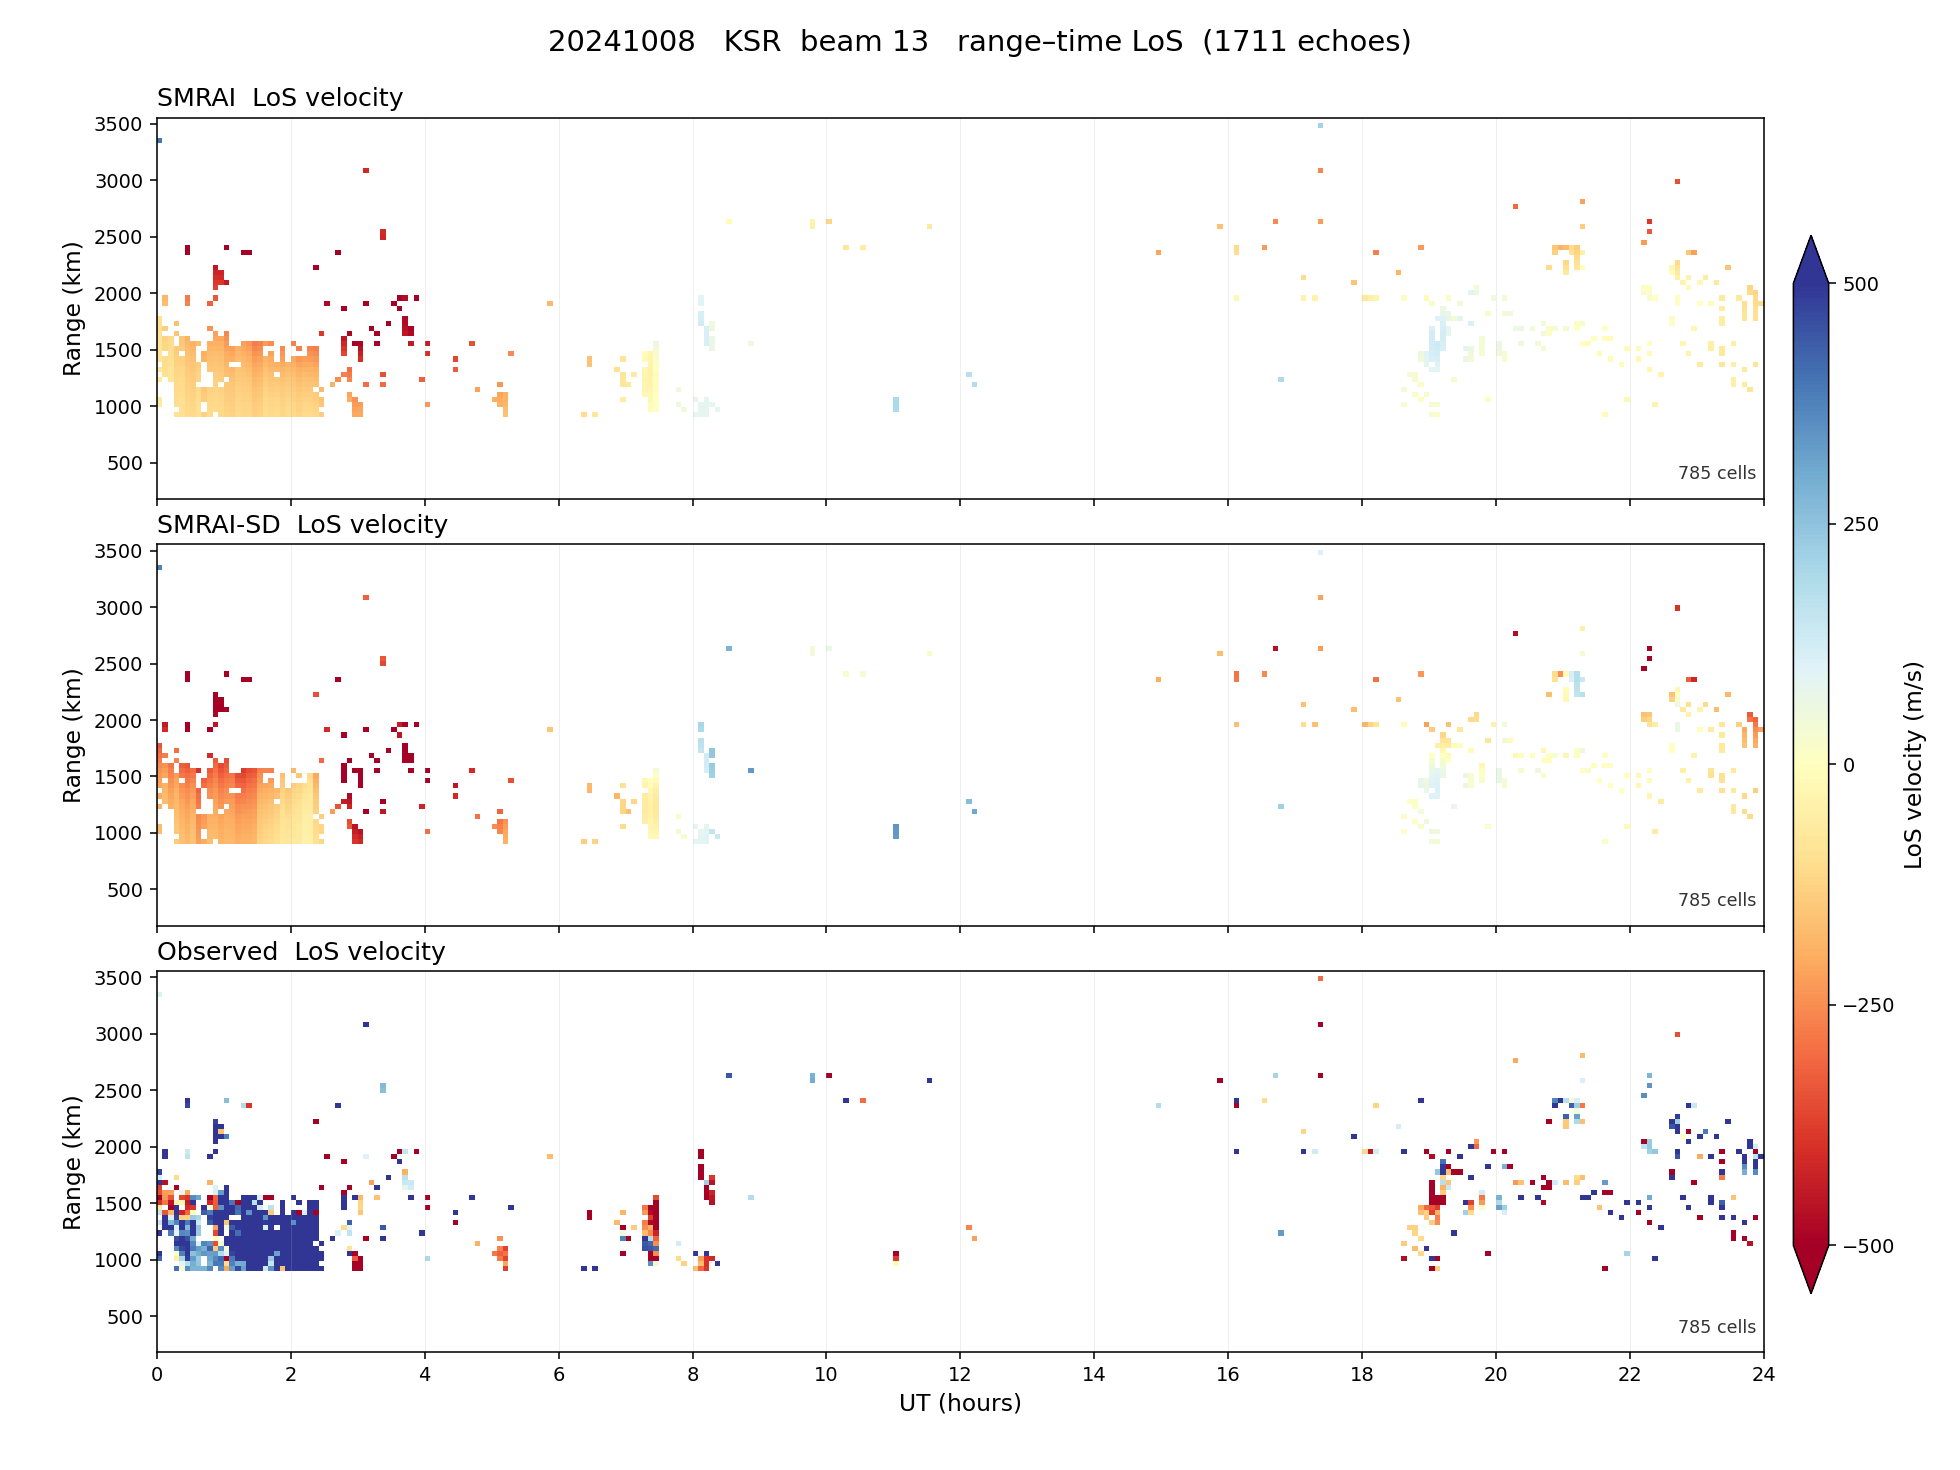 20241008   KSR  beam 13   range–time LoS  (1711 echoes)
SMRAI  LoS velocity
3500
3000
2500
2000
1500
1000
500
Range (km)
785 cells
SMRAI-SD  LoS velocity
3500
3000
2500
2000
1500
1000
500
Range (km)
785 cells
Observed  LoS velocity
3500
3000
2500
2000
1500
1000
500
Range (km)
785 cells
0 2 4 6 8 10 12 14 16 18 20 22 24
UT (hours)
500
250
0
−250
−500
LoS velocity (m/s)